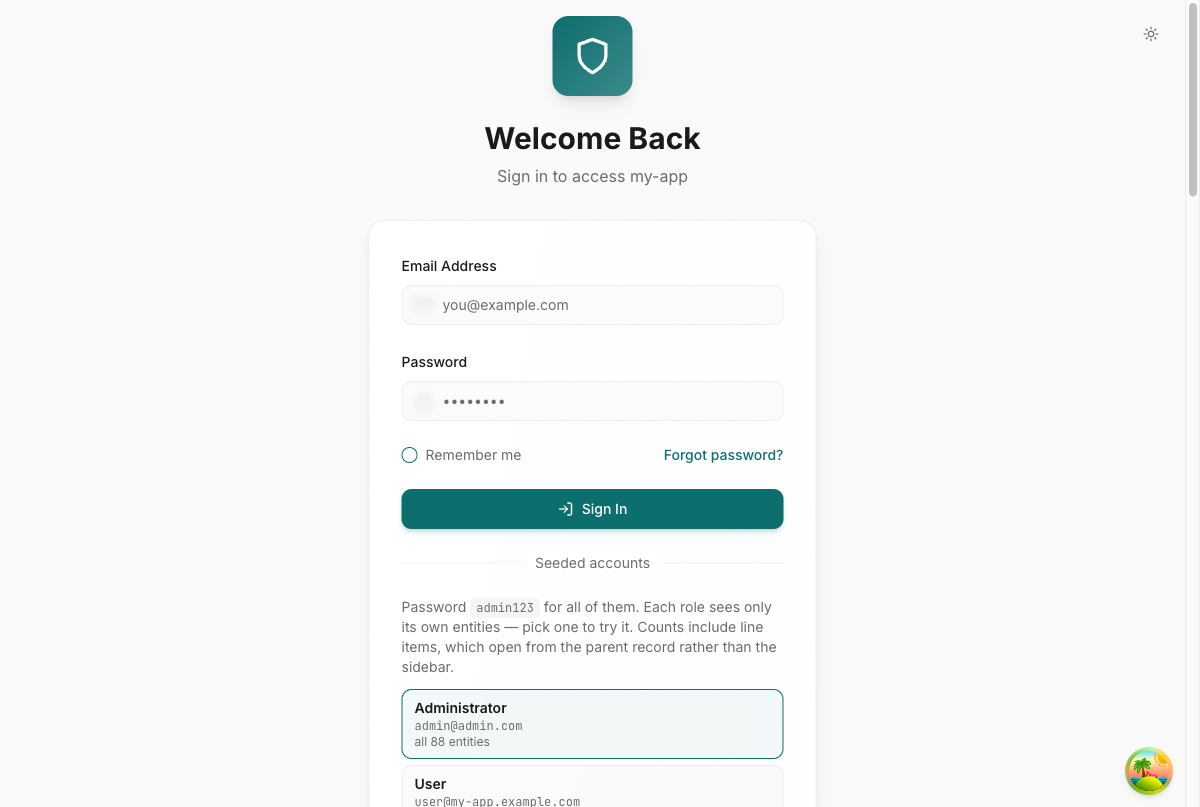 Welcome Back
Sign in to access my-app
Email Address
you@example.com
Password
••••••••
Remember me
Forgot password?
Sign In
Seeded accounts
Password admin123 for all of them. Each role sees only
its own entities — pick one to try it. Counts include line
items, which open from the parent record rather than the
sidebar.
Administrator
admin@admin.com
all 88 entities
User
user@my-app.example.com